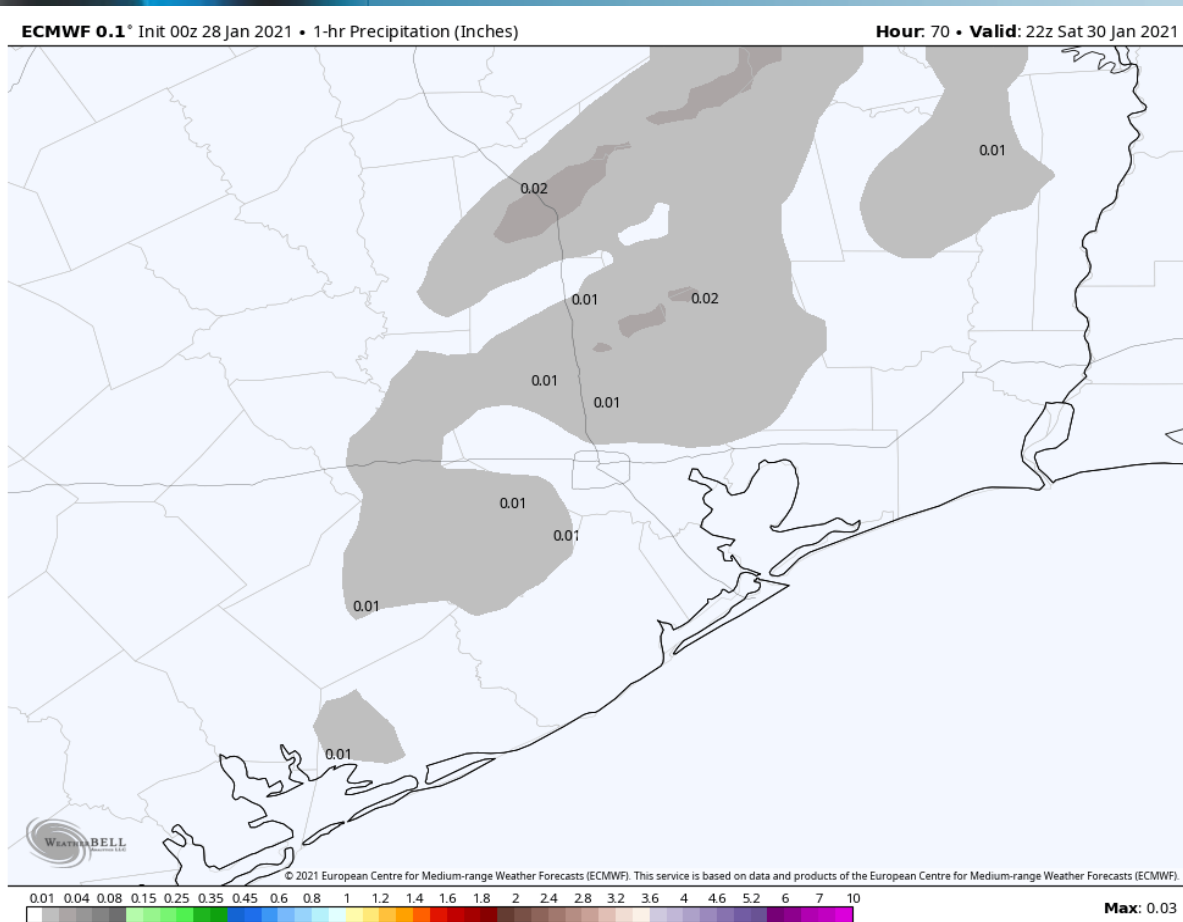 ECMWF 0.1° Init 00z 28 Jan 2021 • 1-hr Precipitation (Inches)
Hour: 70 • Valid: 22z Sat 30 Jan 2021
0.01
0.02
0.01
0.02
0.01
0.01
0.01
0.01
0.01
0.01
WEATHERBELL
© 2021 European Centre for Medium-range Weather Forecasts (ECMWF). This service is based on data and products of the European Centre for Medium-range Weather Forecasts (ECMWF).
0.01 0.04 0.08 0.15 0.25 0.35 0.45 0.6 0.8 1 1.2 1.4 1.6 1.8 2 2.4 2.8 3.2 3.6 4 4.6 5.2 6 7 10
Max: 0.03